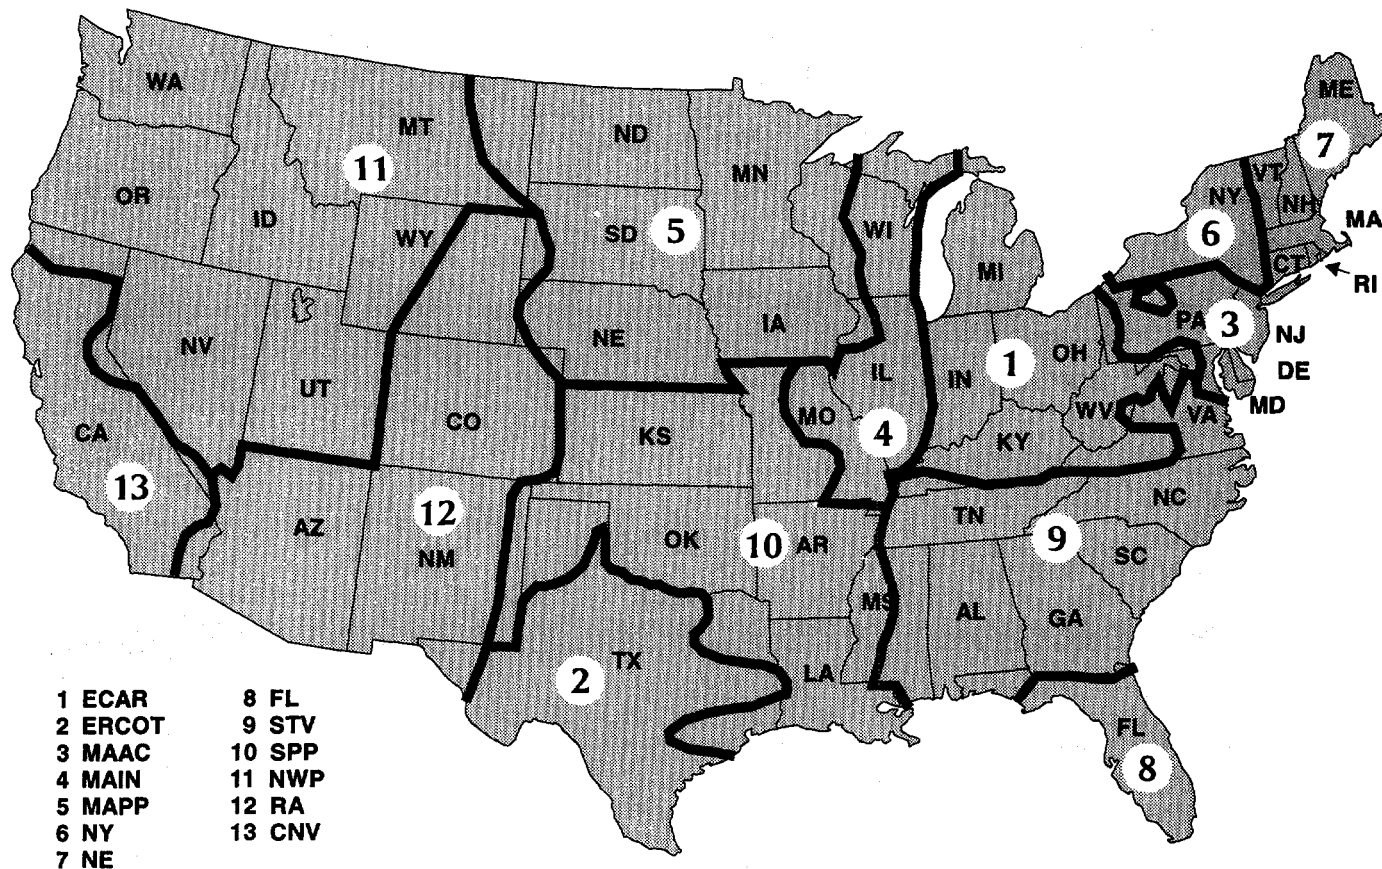 WA
MT
ND
MN
ME
7
11
OR
ID
WY
SD
5
WI
MI
NY
VT
NH
MA
6
CT
RI
NV
UT
NE
IA
IL
IN
1
OH
PA
3
NJ
DE
MD
CA
CO
KS
MO
4
KY
WV
VA
13
12
AZ
NM
OK
10
AR
TN
9
NC
SC
MS
AL
GA
TX
2
LA
FL
8
1 ECAR
2 ERCOT
3 MAAC
4 MAIN
5 MAPP
6 NY
7 NE
8 FL
9 STV
10 SPP
11 NWP
12 RA
13 CNV